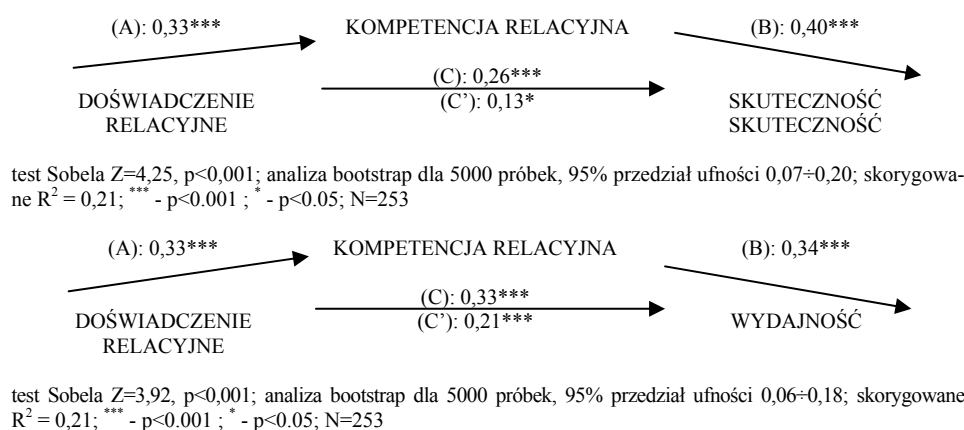 (A): 0,33*** KOMPETENCJA RELACYJNA (B): 0,40***
(C): 0,26***
(C’): 0,13*
DOŚWIADCZENIE SKUTECZNOŚĆ
RELACYJNE SKUTECZNOŚĆ
test Sobela Z=4,25, p<0,001; analiza bootstrap dla 5000 próbek, 95% przedział ufności 0,07÷0,20; skorygowa-
ne R² = 0,21; *** - p<0.001 ; * - p<0.05; N=253
(A): 0,33*** KOMPETENCJA RELACYJNA (B): 0,34***
(C): 0,33***
(C’): 0,21***
DOŚWIADCZENIE WYDAJNOŚĆ
RELACYJNE
test Sobela Z=3,92, p<0,001; analiza bootstrap dla 5000 próbek, 95% przedział ufności 0,06÷0,18; skorygowane
R² = 0,21; *** - p<0.001 ; * - p<0.05; N=253